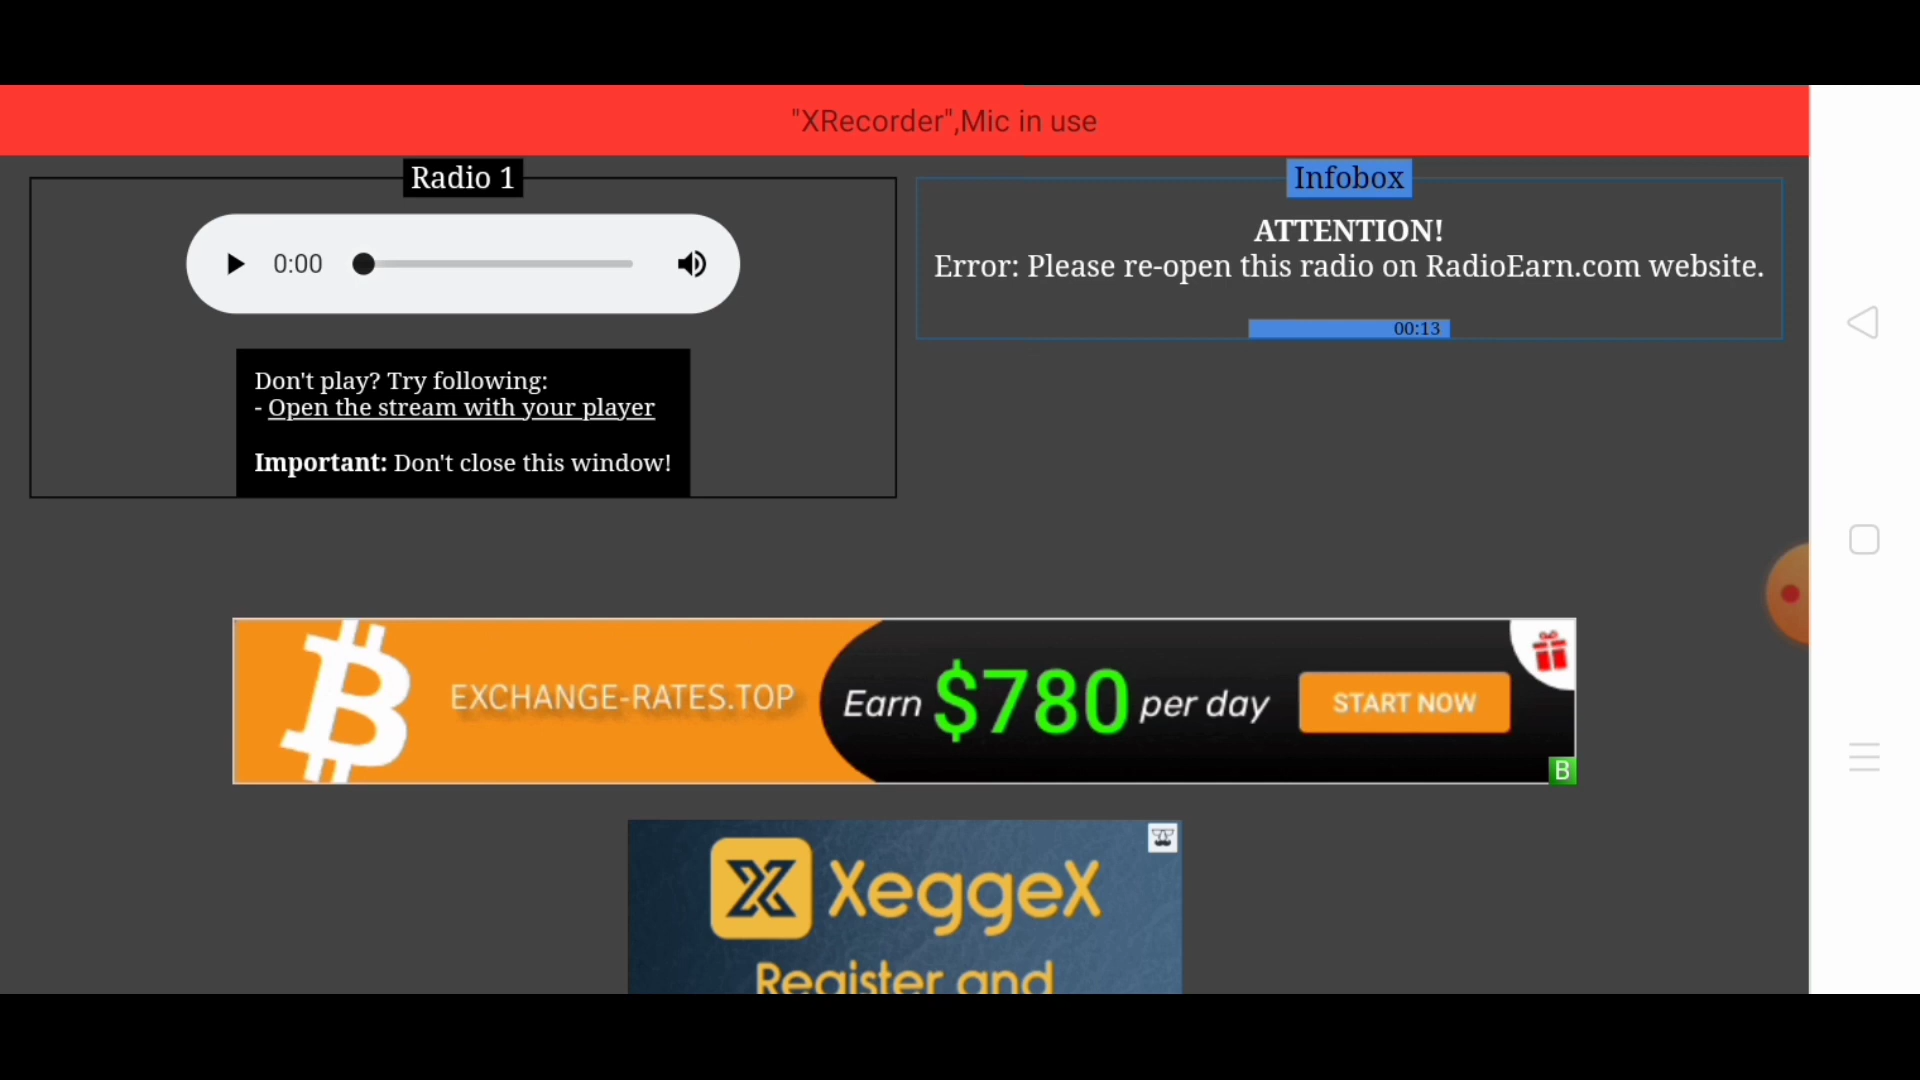 "XRecorder",Mic in use
Radio 1
0:00
Don't play? Try following:
- Open the stream with your player
Important: Don't close this window!
Infobox
ATTENTION!
Error: Please re-open this radio on RadioEarn.com website.
00:13
EXCHANGE-RATES.TOP
Earn $780 per day
START NOW
B
XeggeX
Register and